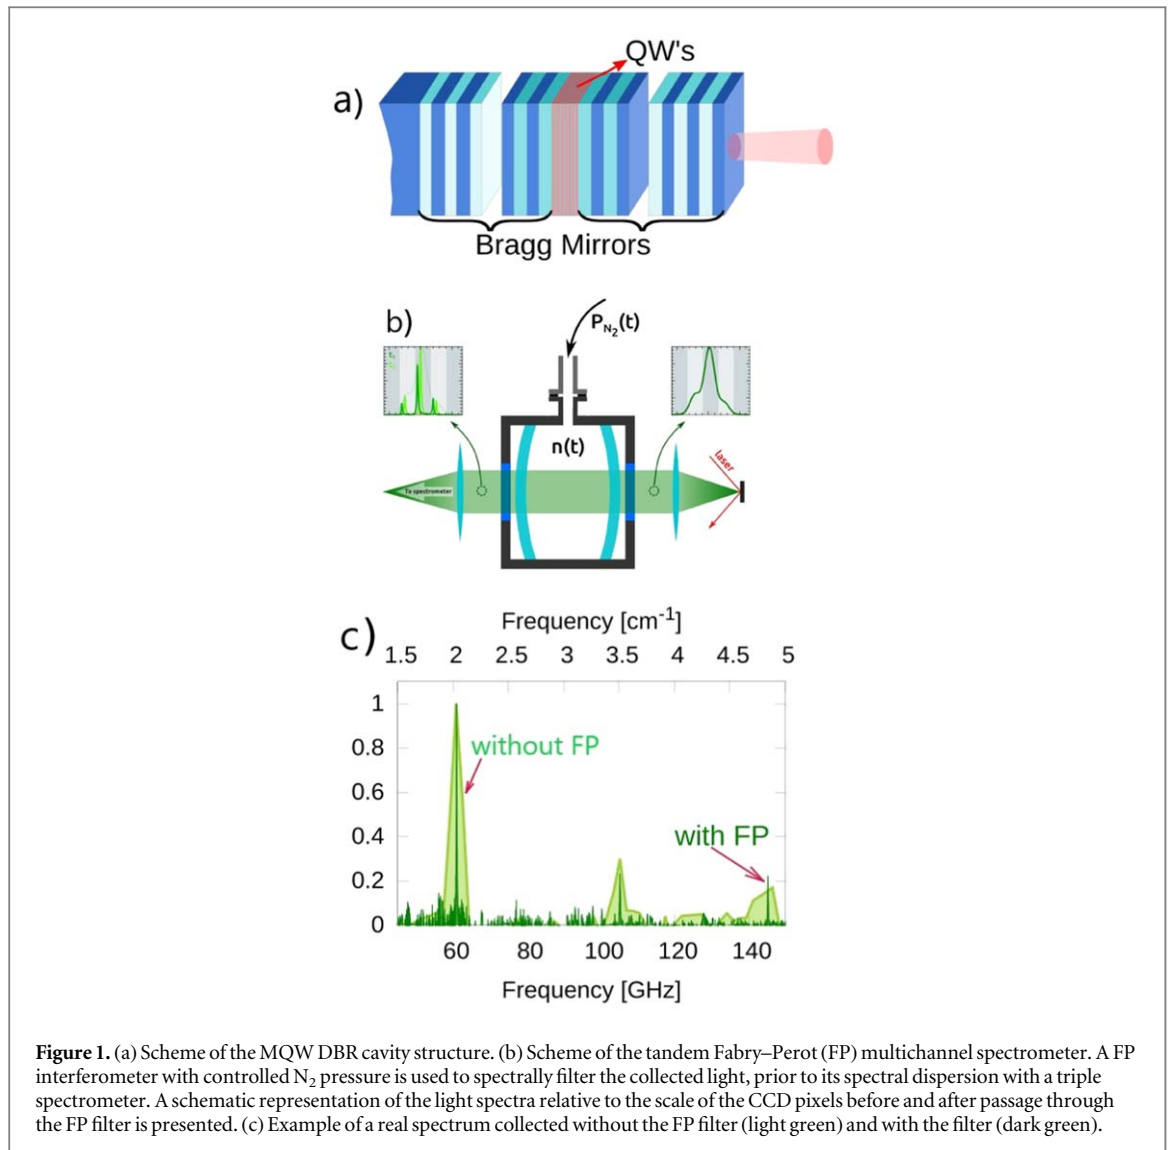 QW's
a)
Bragg Mirrors
b)
P_N₂(t)
n(t)
laser
To spectrometer
c)
Frequency [cm⁻¹]
1.5 2 2.5 3 3.5 4 4.5 5
1
0.8
without FP
0.6
0.4
with FP
0.2
0
60 80 100 120 140
Frequency [GHz]
Figure 1. (a) Scheme of the MQW DBR cavity structure. (b) Scheme of the tandem Fabry–Perot (FP) multichannel spectrometer. A FP
interferometer with controlled N₂ pressure is used to spectrally filter the collected light, prior to its spectral dispersion with a triple
spectrometer. A schematic representation of the light spectra relative to the scale of the CCD pixels before and after passage through
the FP filter is presented. (c) Example of a real spectrum collected without the FP filter (light green) and with the filter (dark green).